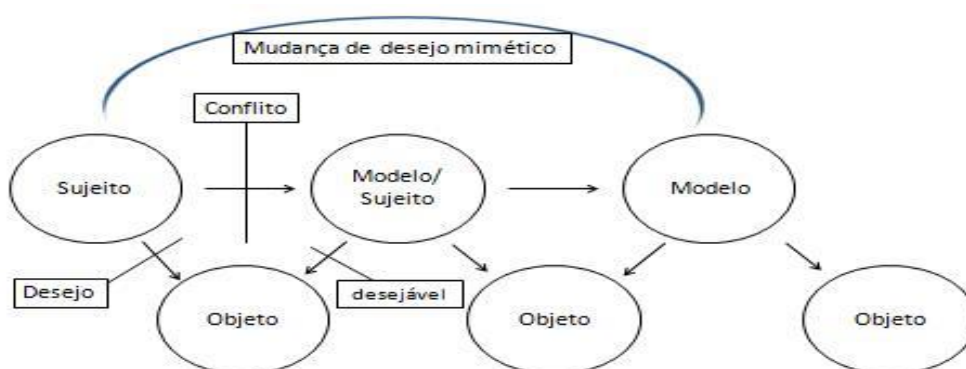 Mudança de desejo mimético
Conflito
Sujeito
Modelo/
Sujeito
Modelo
Desejo
desejável
Objeto
Objeto
Objeto